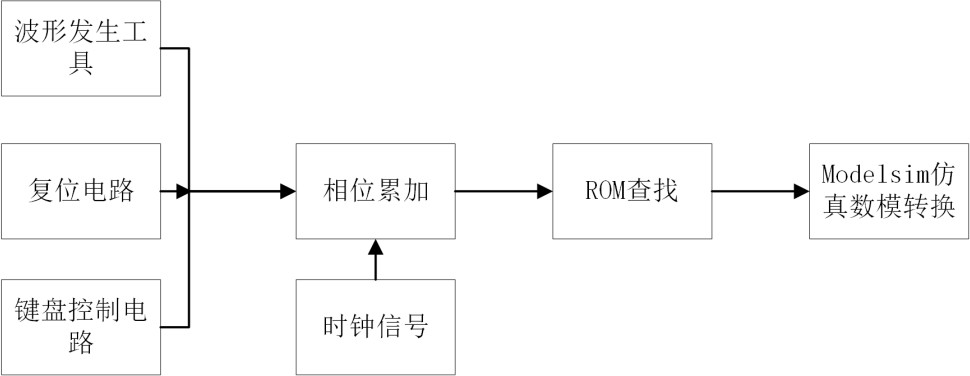 波形发生工
具
复位电路
相位累加
ROM查找
Modelsim仿
真数模转换
键盘控制电
路
时钟信号